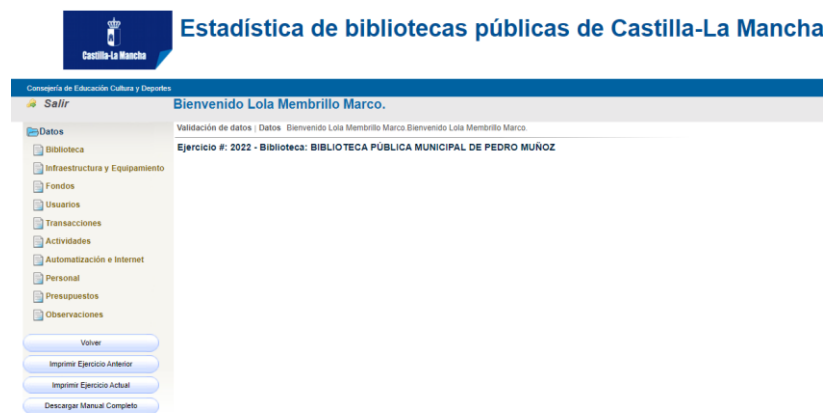 Castilla-La Mancha
Estadística de bibliotecas públicas de Castilla-La Mancha
Consejería de Educación Cultura y Deportes
Salir
Bienvenido Lola Membrillo Marco.
Validación de datos | Datos Bienvenido Lola Membrillo Marco.Bienvenido Lola Membrillo Marco.
Datos
Ejercicio #: 2022 - Biblioteca: BIBLIOTECA PÚBLICA MUNICIPAL DE PEDRO MUÑOZ
Biblioteca
Infraestructura y Equipamiento
Fondos
Usuarios
Transacciones
Actividades
Automatización e Internet
Personal
Presupuestos
Observaciones
Volver
Imprimir Ejercicio Anterior
Imprimir Ejercicio Actual
Descargar Manual Completo